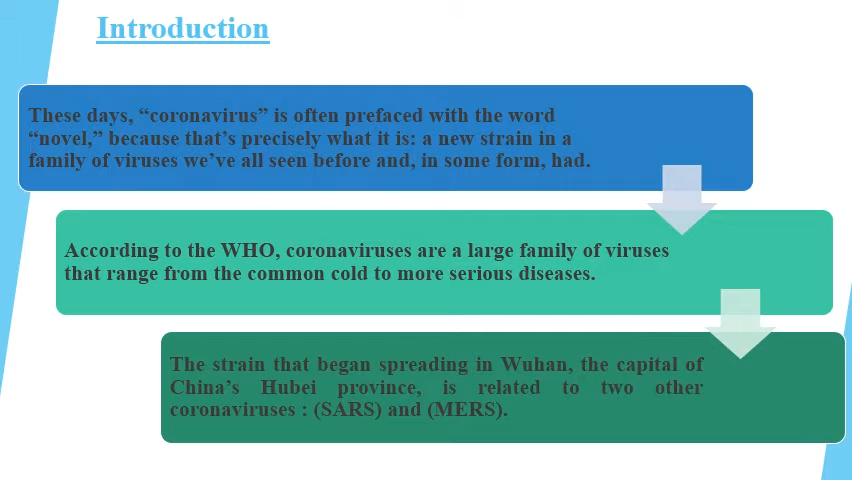 Introduction
These days, “coronavirus” is often prefaced with the word
“novel,” because that’s precisely what it is: a new strain in a
family of viruses we’ve all seen before and, in some form, had.
According to the WHO, coronaviruses are a large family of viruses
that range from the common cold to more serious diseases.
The strain that began spreading in Wuhan, the capital of
China’s Hubei province, is related to two other
coronaviruses : (SARS) and (MERS).